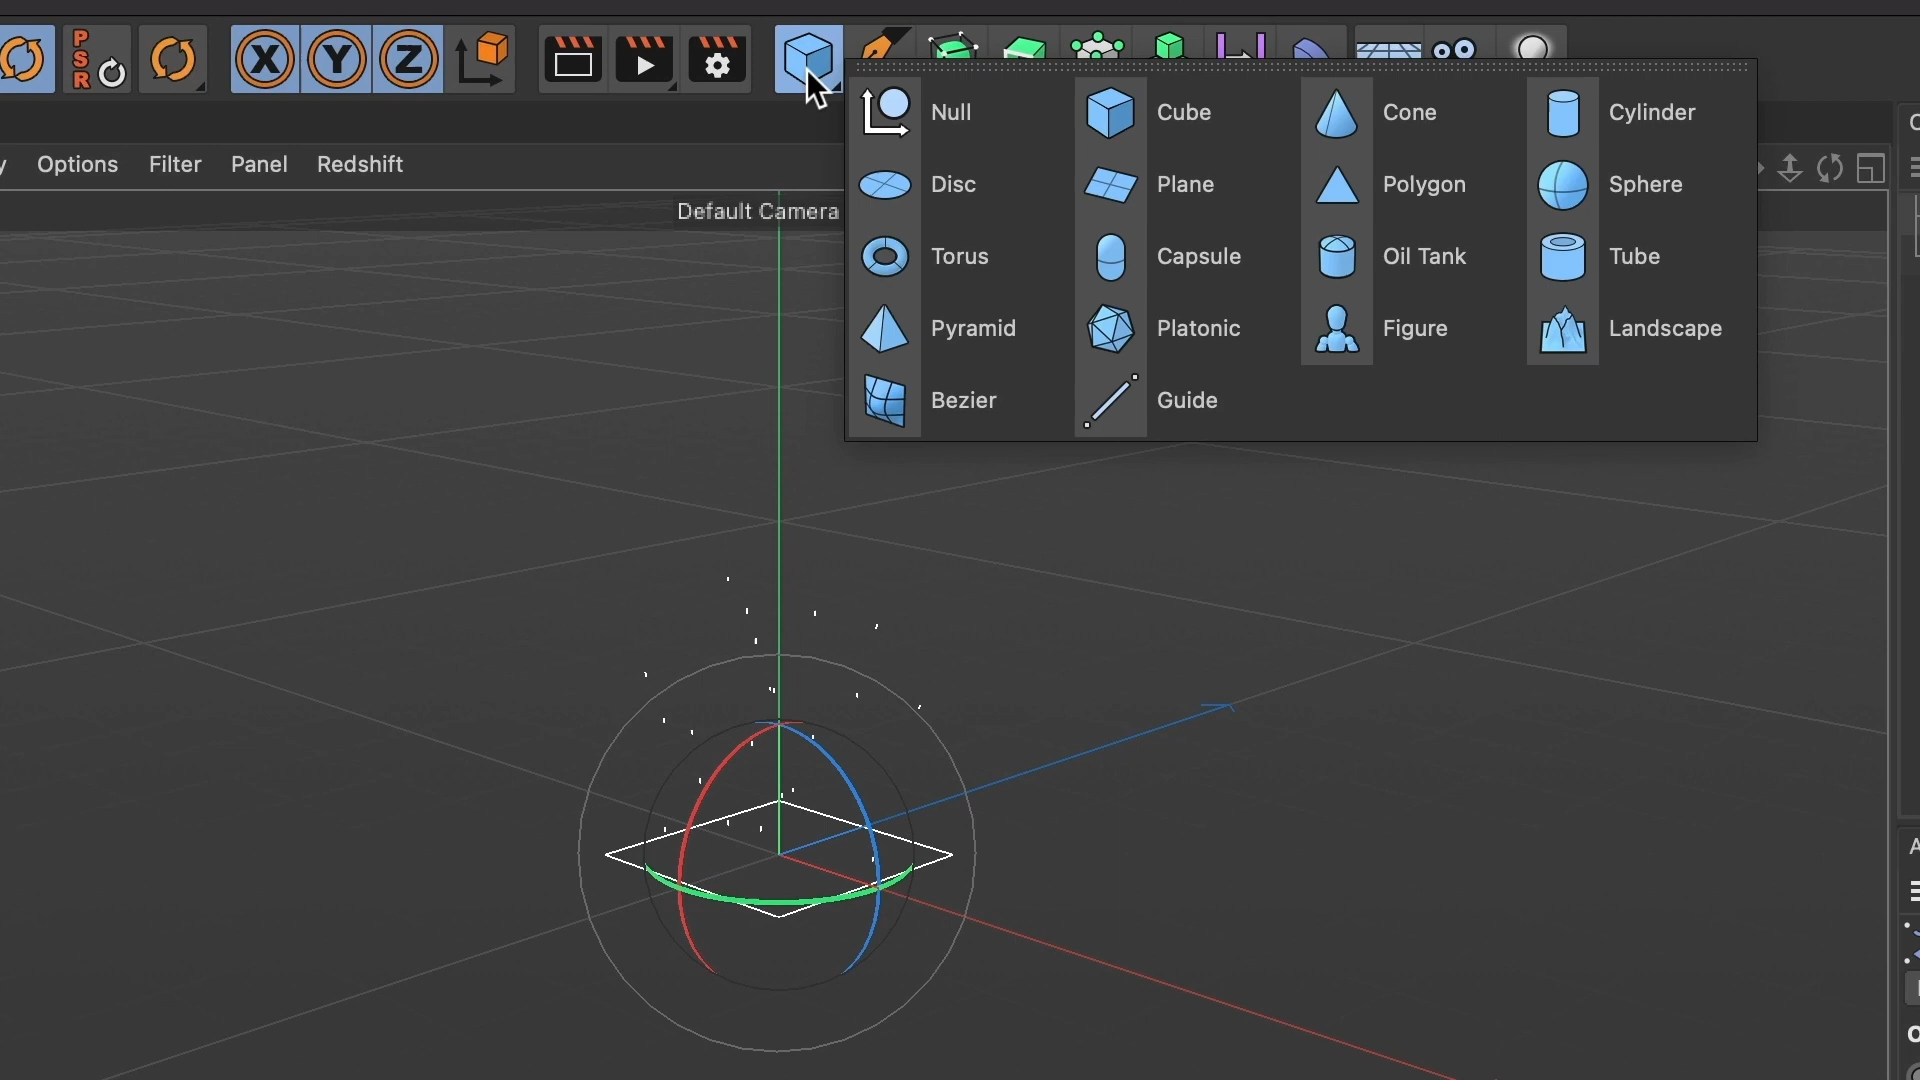 P
S
R
X Y Z
Options Filter Panel Redshift
Default Camera
Null Cube Cone Cylinder
Disc Plane Polygon Sphere
Torus Capsule Oil Tank Tube
Pyramid Platonic Figure Landscape
Bezier Guide